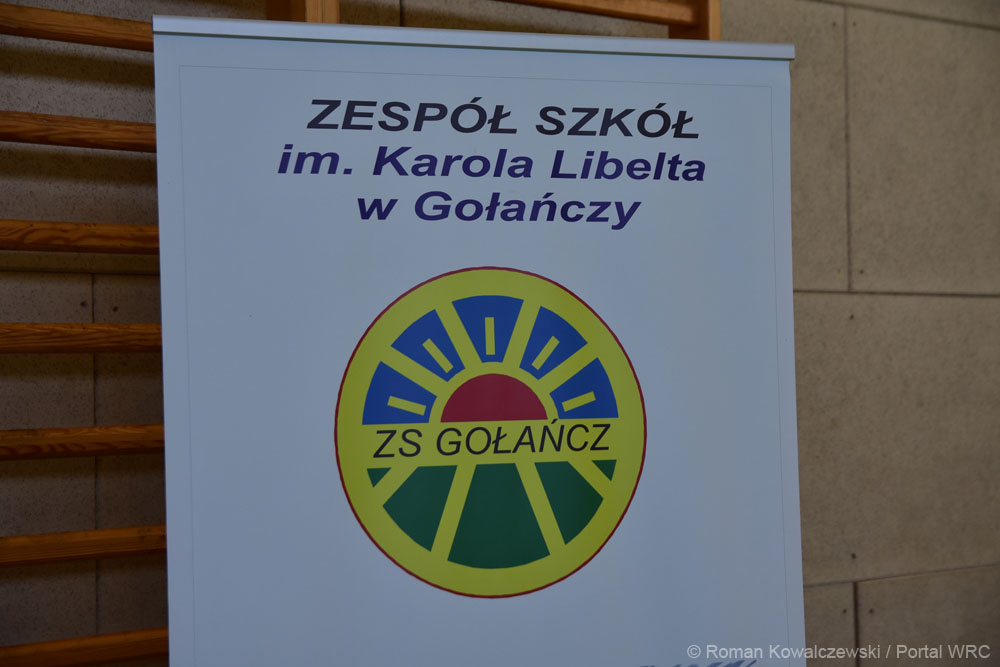 ZESPÓŁ SZKÓŁ
im. Karola Libelta
w Gołańczy
ZS GOŁAŃCZ
© Roman Kowalczewski / Portal WRC